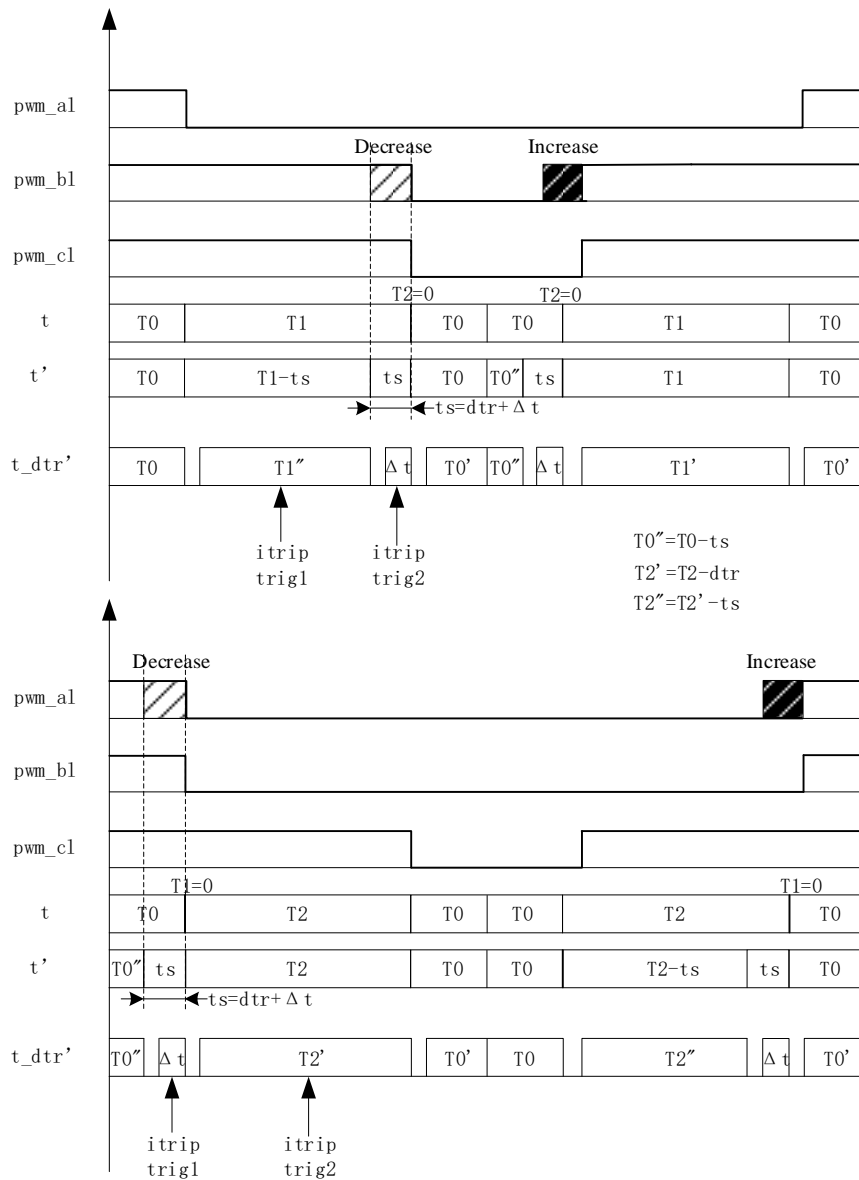 pwm_al
Decrease Increase
pwm_bl
pwm_cl
T2=0 T2=0
t T0 T1 T0 T0 T1 T0
t’ T0 T1-ts ts T0 T0″ ts T1 T0
ts=dtr+Δt
t_dtr’ T0 T1″ Δt T0' T0″ Δt T1' T0'
itrip itrip
trig1 trig2
T0″=T0-ts
T2'=T2-dtr
T2″=T2'-ts
Decrease Increase
pwm_al
pwm_bl
pwm_cl
T1=0 T1=0
t T0 T2 T0 T0 T2 T0
t’ T0″ ts T2 T0 T0 T2-ts ts T0
ts=dtr+Δt
t_dtr’ T0″ Δt T2' T0' T0 T2″ Δt T0'
itrip itrip
trig1 trig2